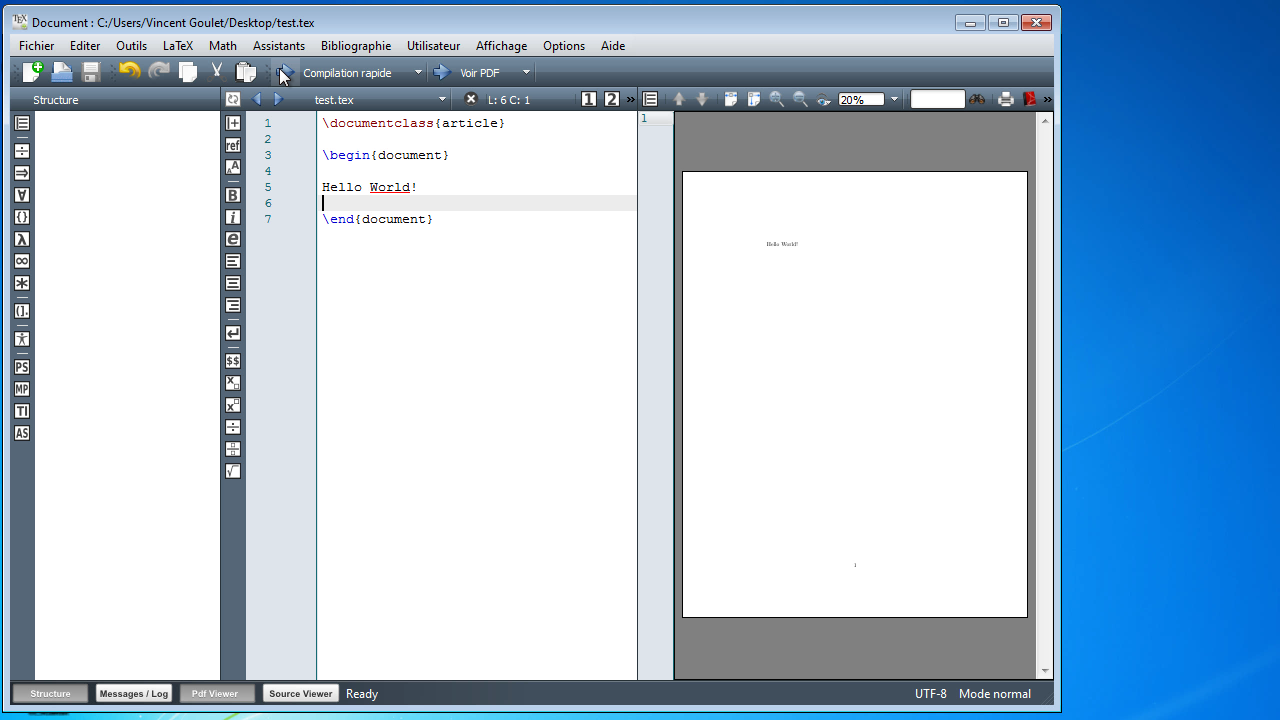 Document : C:/Users/Vincent Goulet/Desktop/test.tex
Fichier Editer Outils LaTeX Math Assistants Bibliographie Utilisateur Affichage Options Aide
Compilation rapide Voir PDF
Structure test.tex L: 6 C: 1 1 2 » 20% »
1 \documentclass{article}
2
3 \begin{document}
4
5 Hello World!
6
7 \end{document}
1
Hello World!
1
ref
B
i
e
$$
PS
MP
TI
AS
Structure Messages / Log Pdf Viewer Source Viewer Ready UTF-8 Mode normal